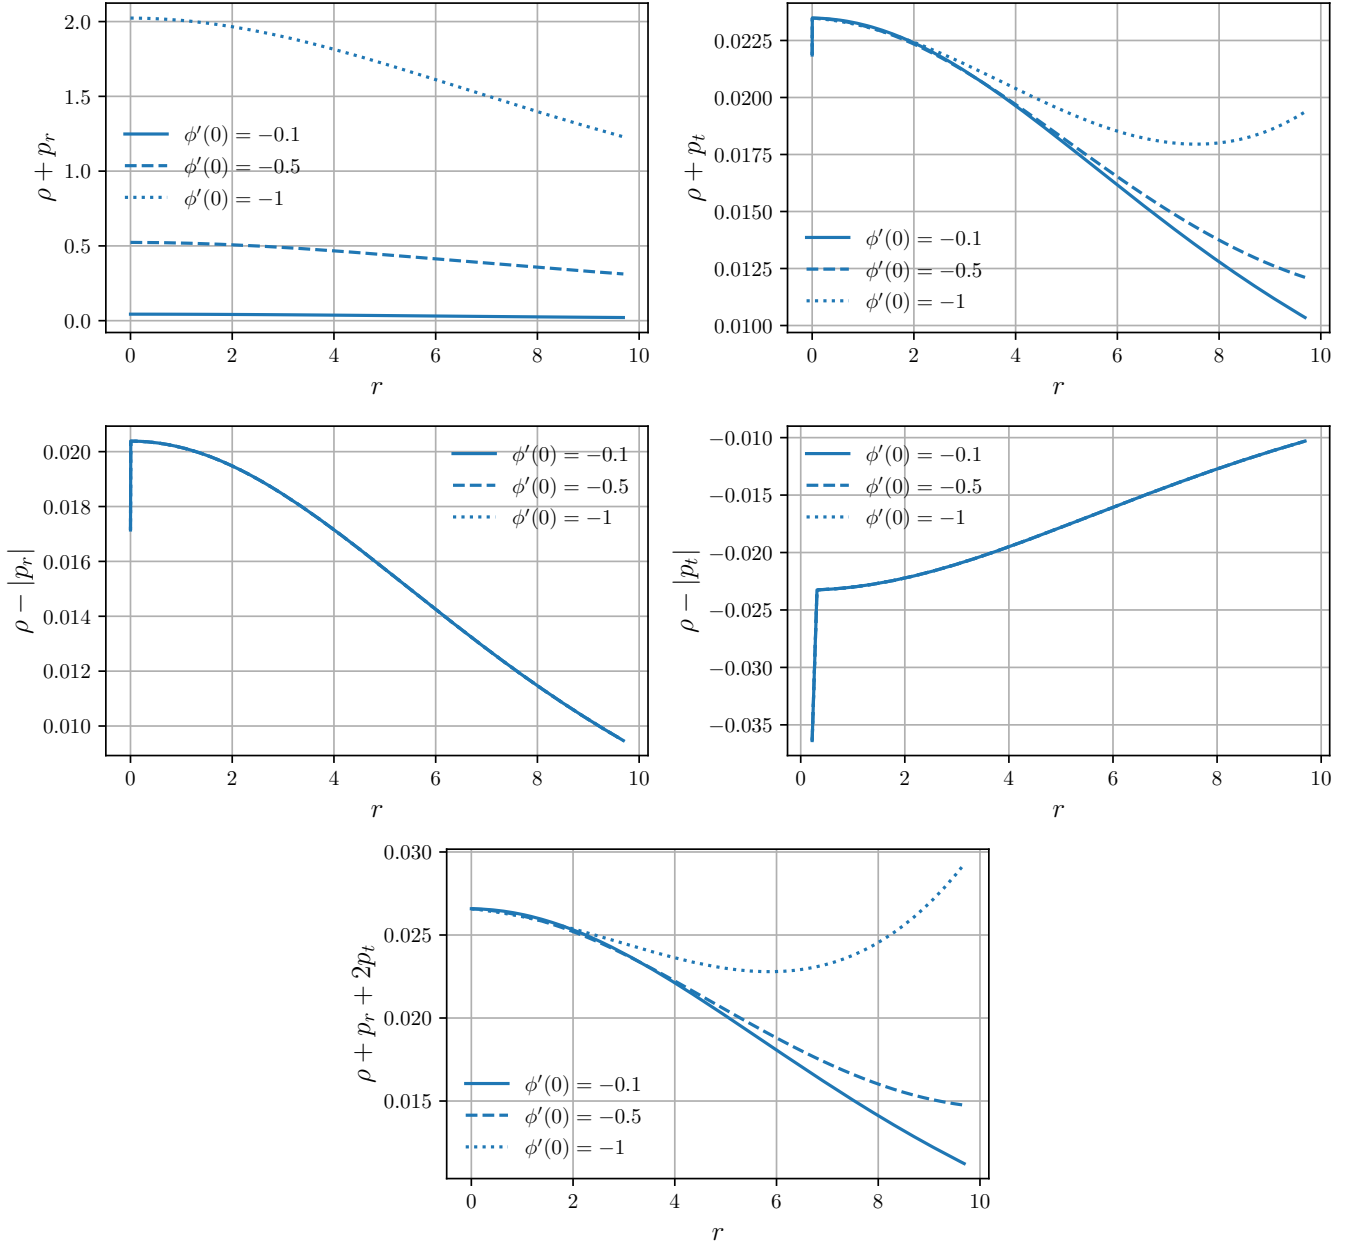 2.0
1.5
1.0
0.5
0.0
ρ + p_r
ϕ′(0) = −0.1
ϕ′(0) = −0.5
ϕ′(0) = −1
0 2 4 6 8 10
r
0.0225
0.0200
0.0175
0.0150
0.0125
0.0100
ρ + p_t
ϕ′(0) = −0.1
ϕ′(0) = −0.5
ϕ′(0) = −1
0 2 4 6 8 10
r
0.020
0.018
0.016
0.014
0.012
0.010
ρ − |p_r|
ϕ′(0) = −0.1
ϕ′(0) = −0.5
ϕ′(0) = −1
0 2 4 6 8 10
r
−0.010
−0.015
−0.020
−0.025
−0.030
−0.035
ρ − |p_t|
ϕ′(0) = −0.1
ϕ′(0) = −0.5
ϕ′(0) = −1
0 2 4 6 8 10
r
0.030
0.025
0.020
0.015
ρ + p_r + 2p_t
ϕ′(0) = −0.1
ϕ′(0) = −0.5
ϕ′(0) = −1
0 2 4 6 8 10
r